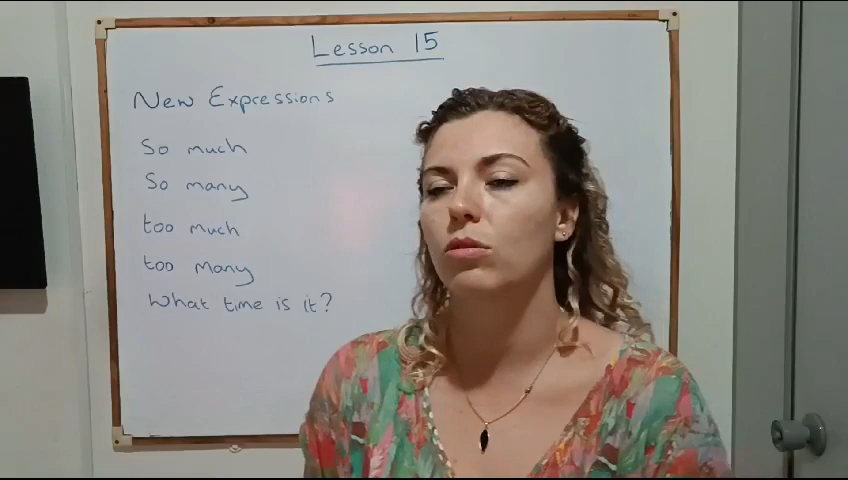 Lesson 15
New Expressions
So much
So many
too much
too many
What time is it?